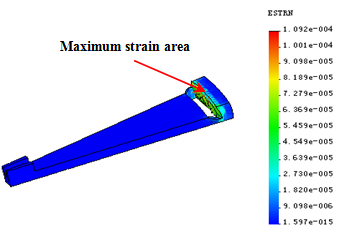 ESTRN
Maximum strain area
1.092e-004
1.001e-004
9.098e-005
8.189e-005
7.279e-005
6.369e-005
5.459e-005
4.549e-005
3.639e-005
2.730e-005
1.820e-005
9.098e-006
1.597e-015